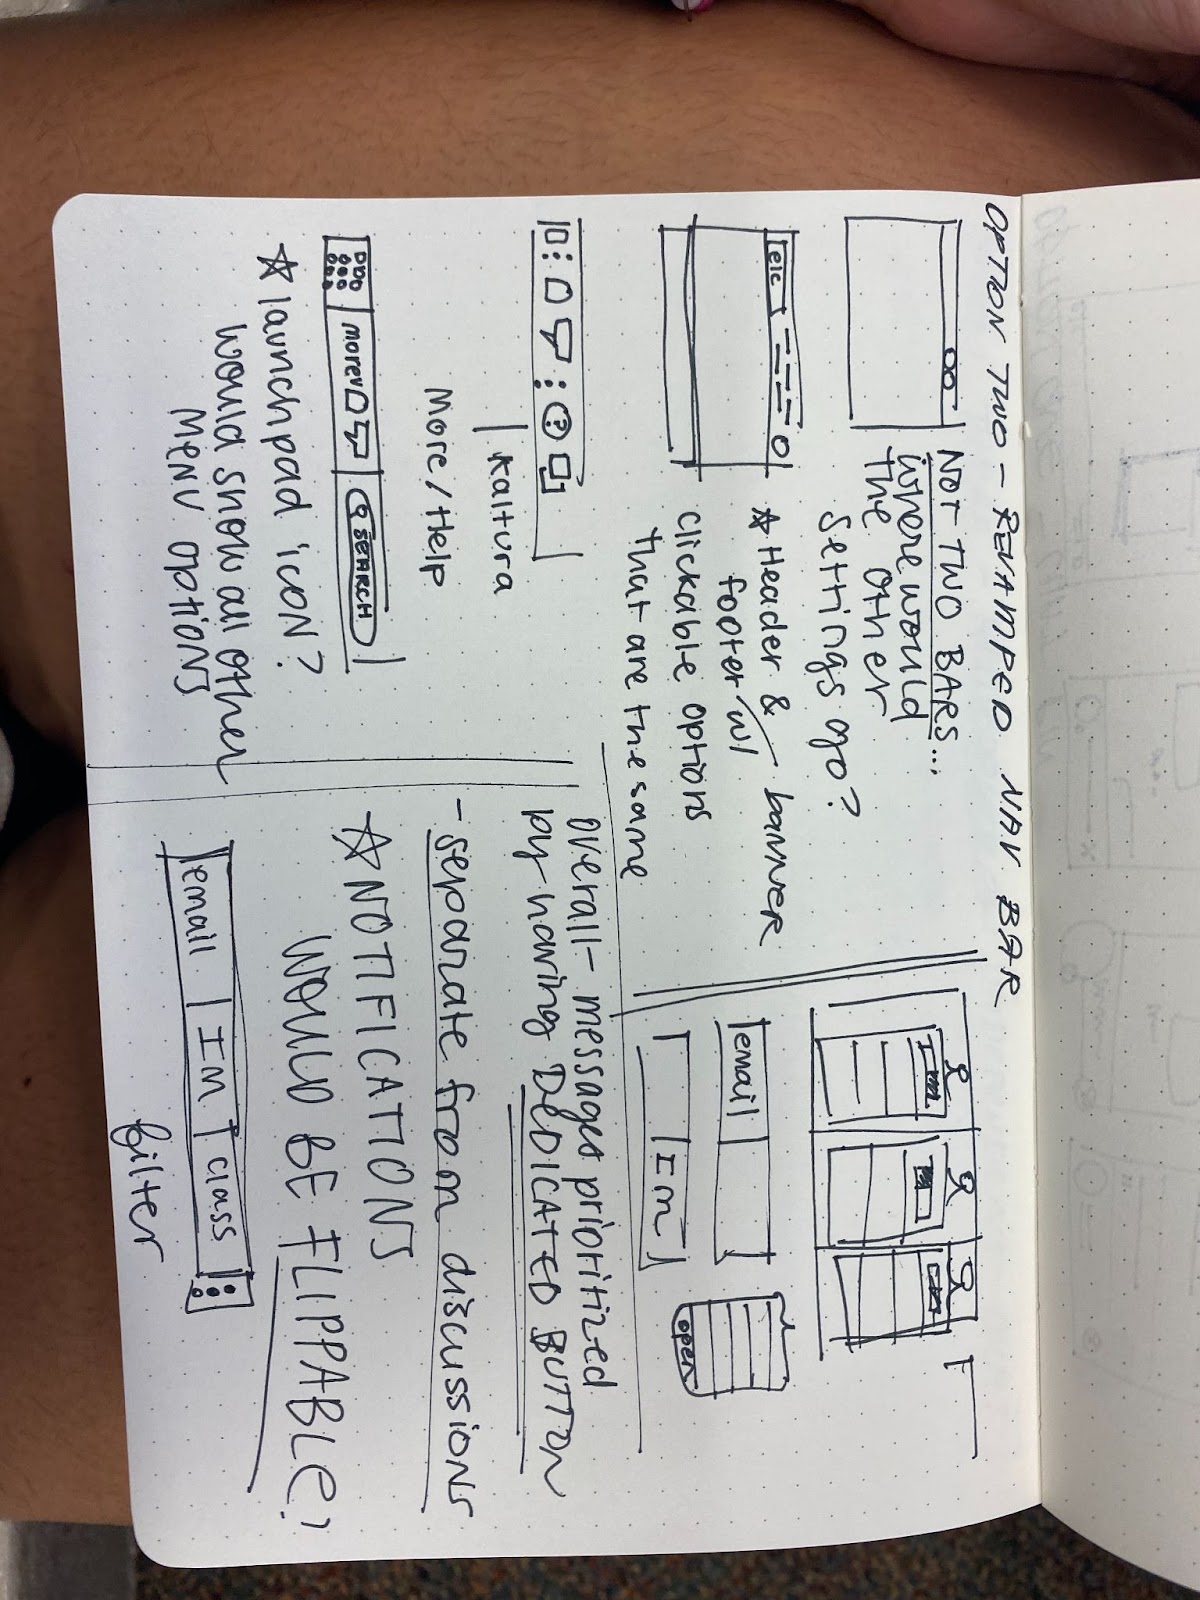 OPTION TWO - REVAMPED NAV BAR
NOT TWO BARS...
where would
the other
settings go?
etc
☆ Header & banner
footer w/
clickable options
that are the same
?
Kaltura
More/Help
more
SEARCH
☆ launchpad icon?
would show all other
menu options
email
IM
open
overall - messages prioritized
by having DEDICATED BUTTON
- separate from discussions
☆ NOTIFICATIONS
WOULD BE FLIPPABLE?
email IM class
filter